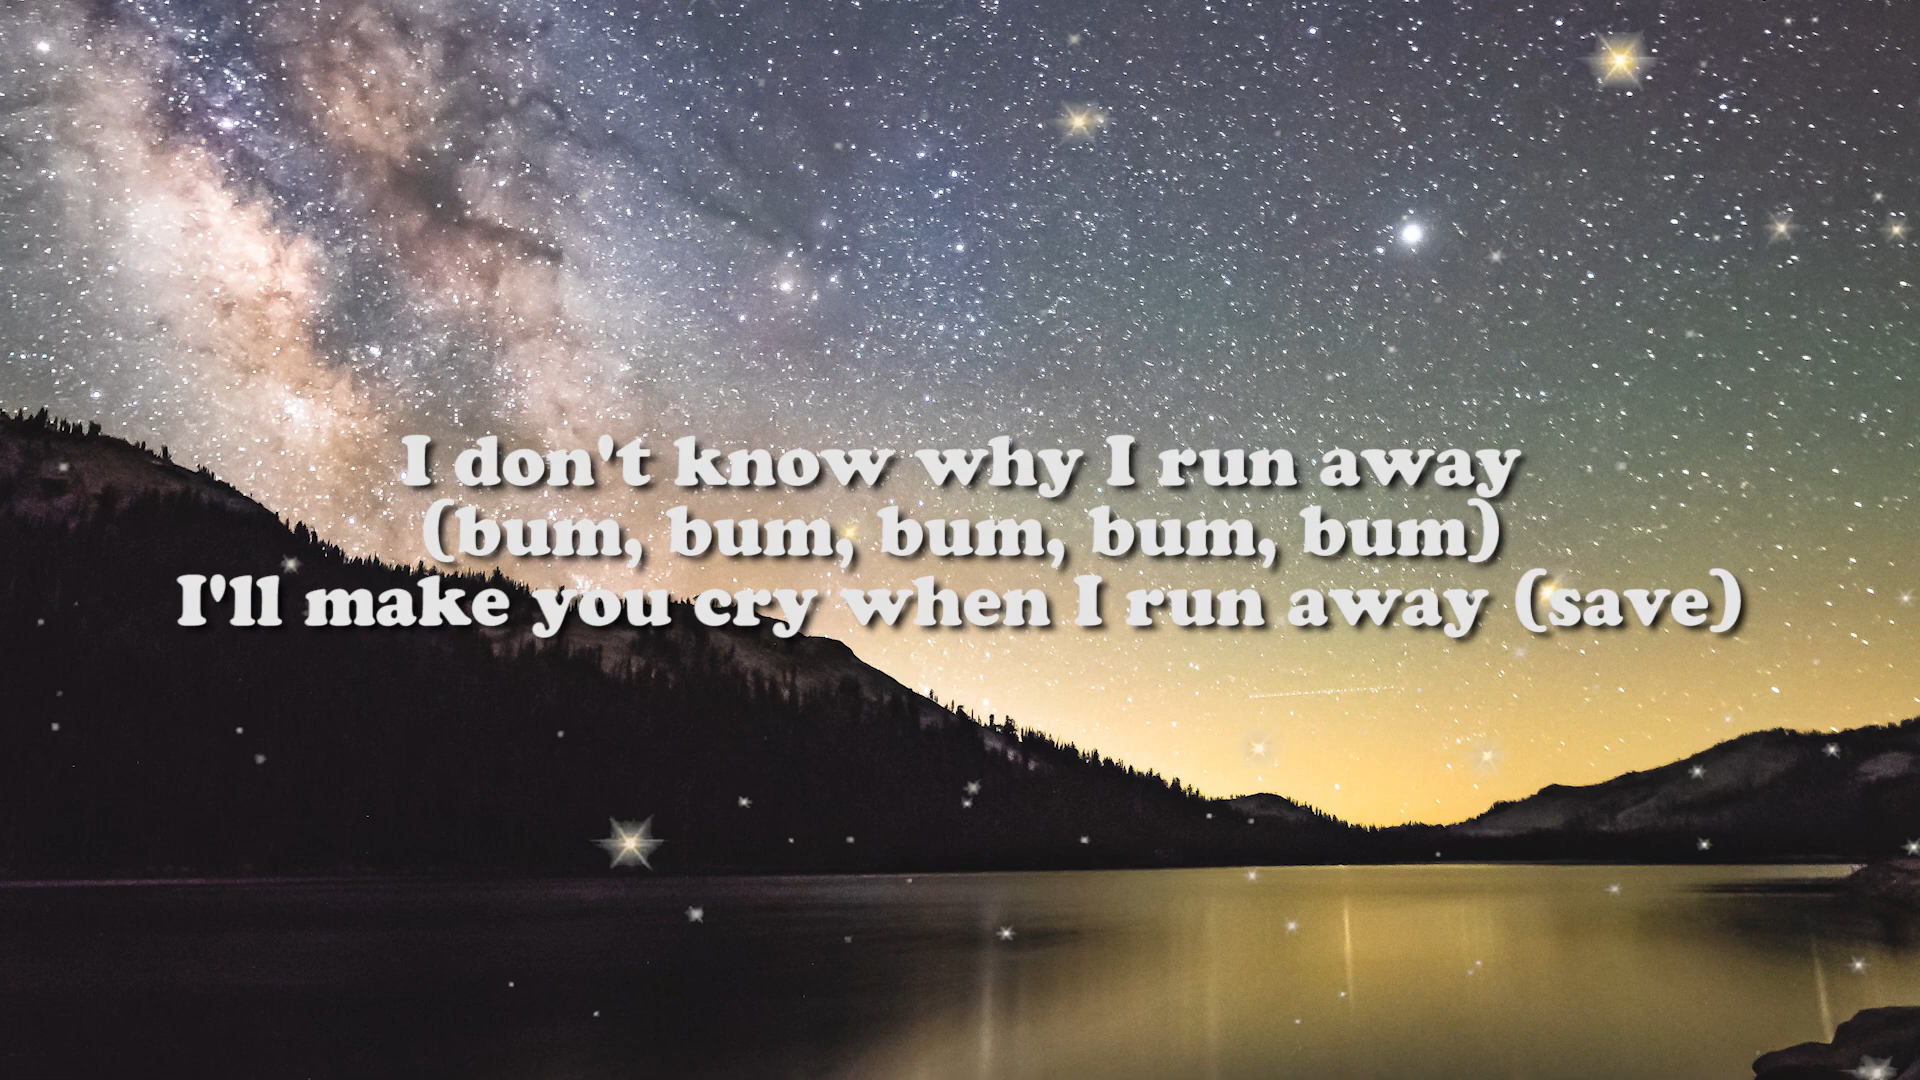 I don't know why I run away
(bum, bum, bum, bum, bum)
I'll make you cry when I run away (save)